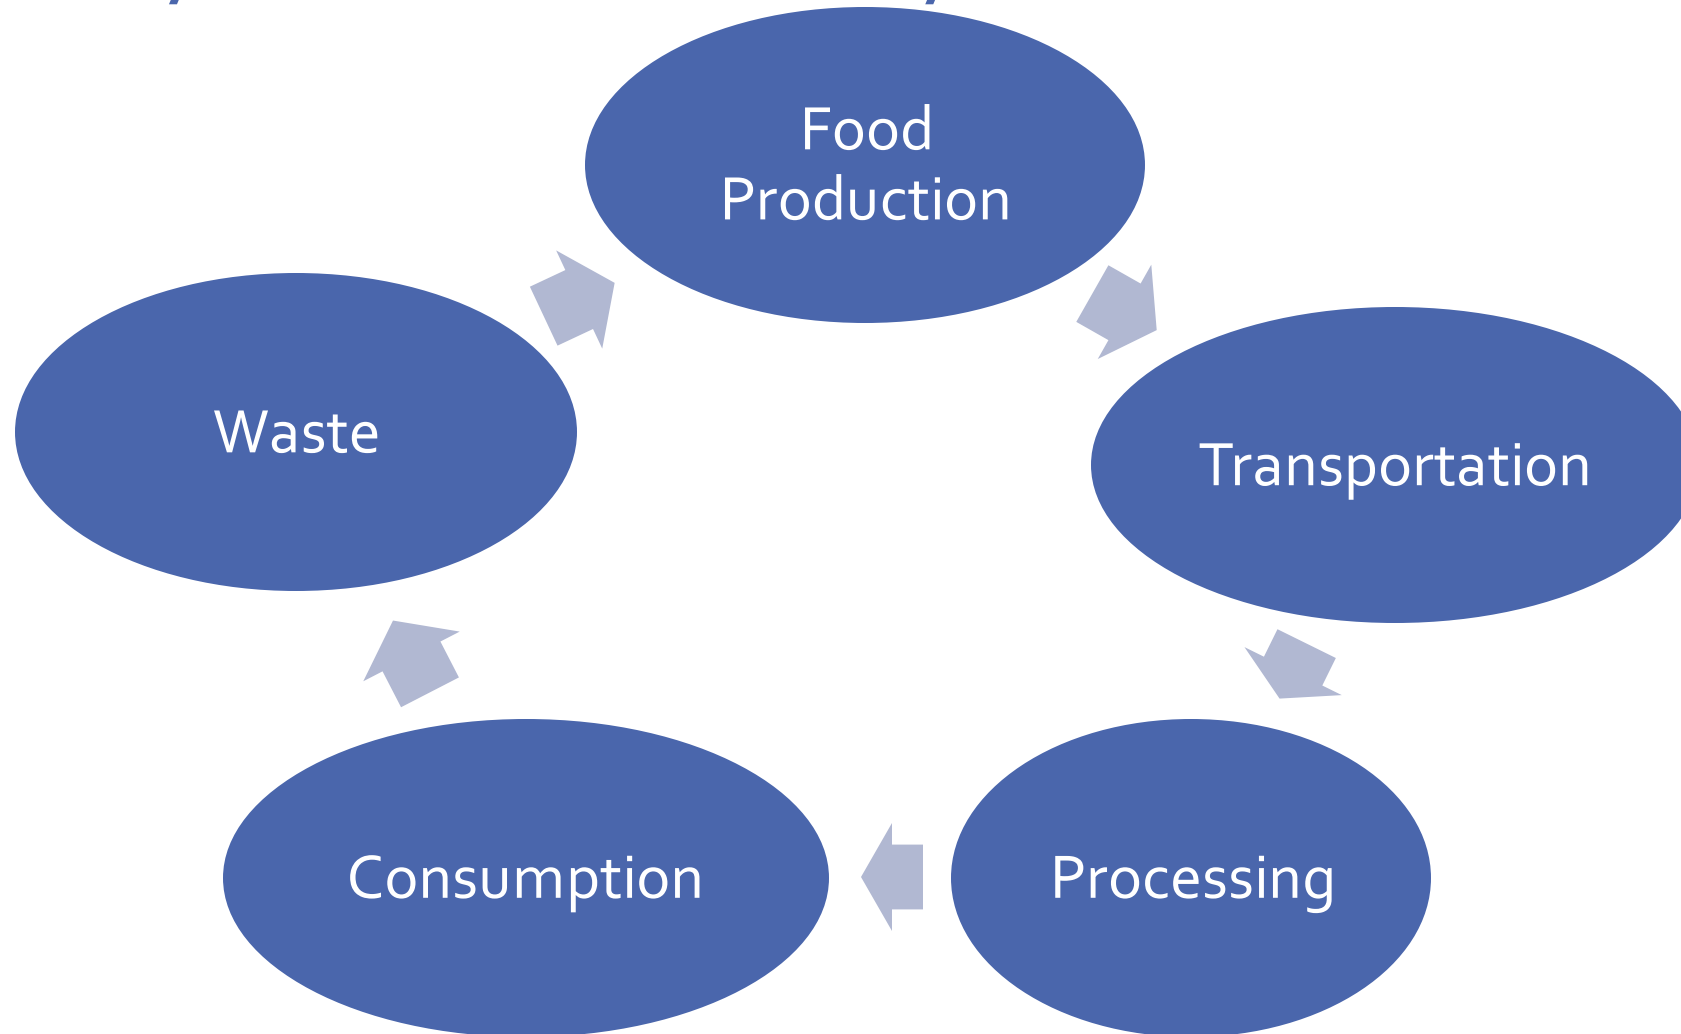 Food
Production
Transportation
Processing
Consumption
Waste